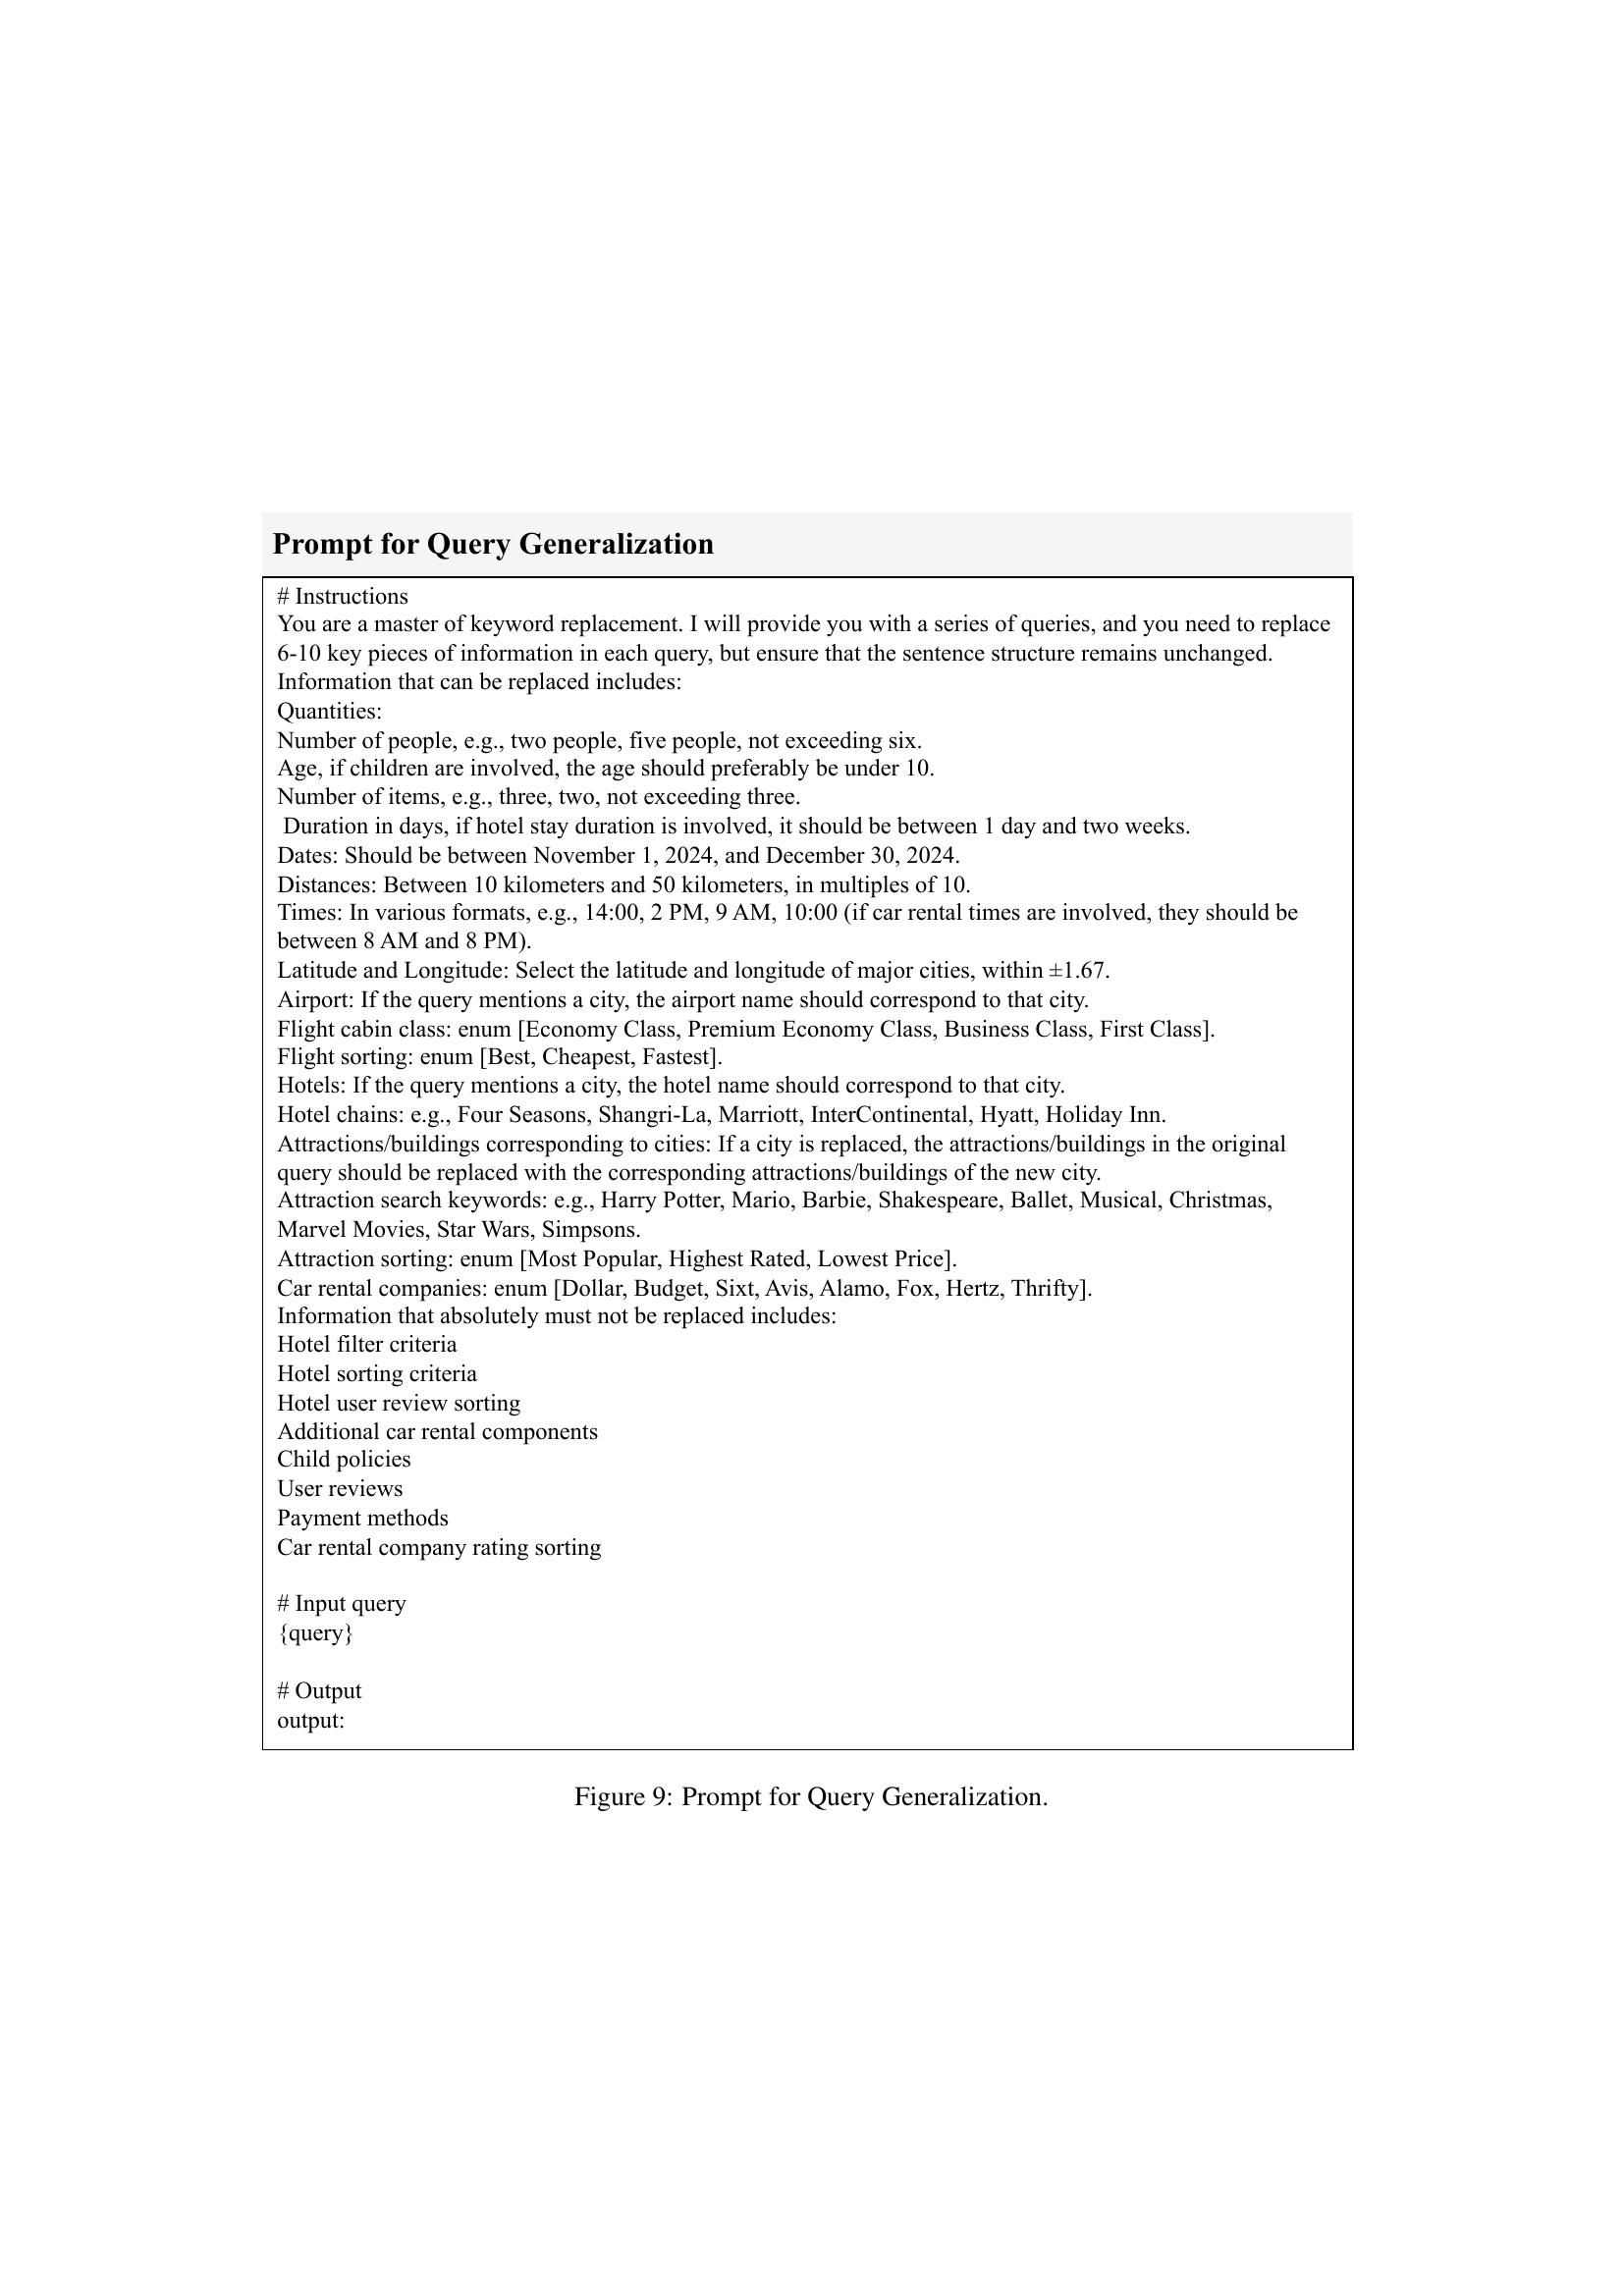 Prompt for Query Generalization
# Instructions
You are a master of keyword replacement. I will provide you with a series of queries, and you need to replace
6-10 key pieces of information in each query, but ensure that the sentence structure remains unchanged.
Information that can be replaced includes:
Quantities:
Number of people, e.g., two people, five people, not exceeding six.
Age, if children are involved, the age should preferably be under 10.
Number of items, e.g., three, two, not exceeding three.
Duration in days, if hotel stay duration is involved, it should be between 1 day and two weeks.
Dates: Should be between November 1, 2024, and December 30, 2024.
Distances: Between 10 kilometers and 50 kilometers, in multiples of 10.
Times: In various formats, e.g., 14:00, 2 PM, 9 AM, 10:00 (if car rental times are involved, they should be
between 8 AM and 8 PM).
Latitude and Longitude: Select the latitude and longitude of major cities, within ±1.67.
Airport: If the query mentions a city, the airport name should correspond to that city.
Flight cabin class: enum [Economy Class, Premium Economy Class, Business Class, First Class].
Flight sorting: enum [Best, Cheapest, Fastest].
Hotels: If the query mentions a city, the hotel name should correspond to that city.
Hotel chains: e.g., Four Seasons, Shangri-La, Marriott, InterContinental, Hyatt, Holiday Inn.
Attractions/buildings corresponding to cities: If a city is replaced, the attractions/buildings in the original
query should be replaced with the corresponding attractions/buildings of the new city.
Attraction search keywords: e.g., Harry Potter, Mario, Barbie, Shakespeare, Ballet, Musical, Christmas,
Marvel Movies, Star Wars, Simpsons.
Attraction sorting: enum [Most Popular, Highest Rated, Lowest Price].
Car rental companies: enum [Dollar, Budget, Sixt, Avis, Alamo, Fox, Hertz, Thrifty].
Information that absolutely must not be replaced includes:
Hotel filter criteria
Hotel sorting criteria
Hotel user review sorting
Additional car rental components
Child policies
User reviews
Payment methods
Car rental company rating sorting
# Input query
{query}
# Output
output:
Figure 9: Prompt for Query Generalization.